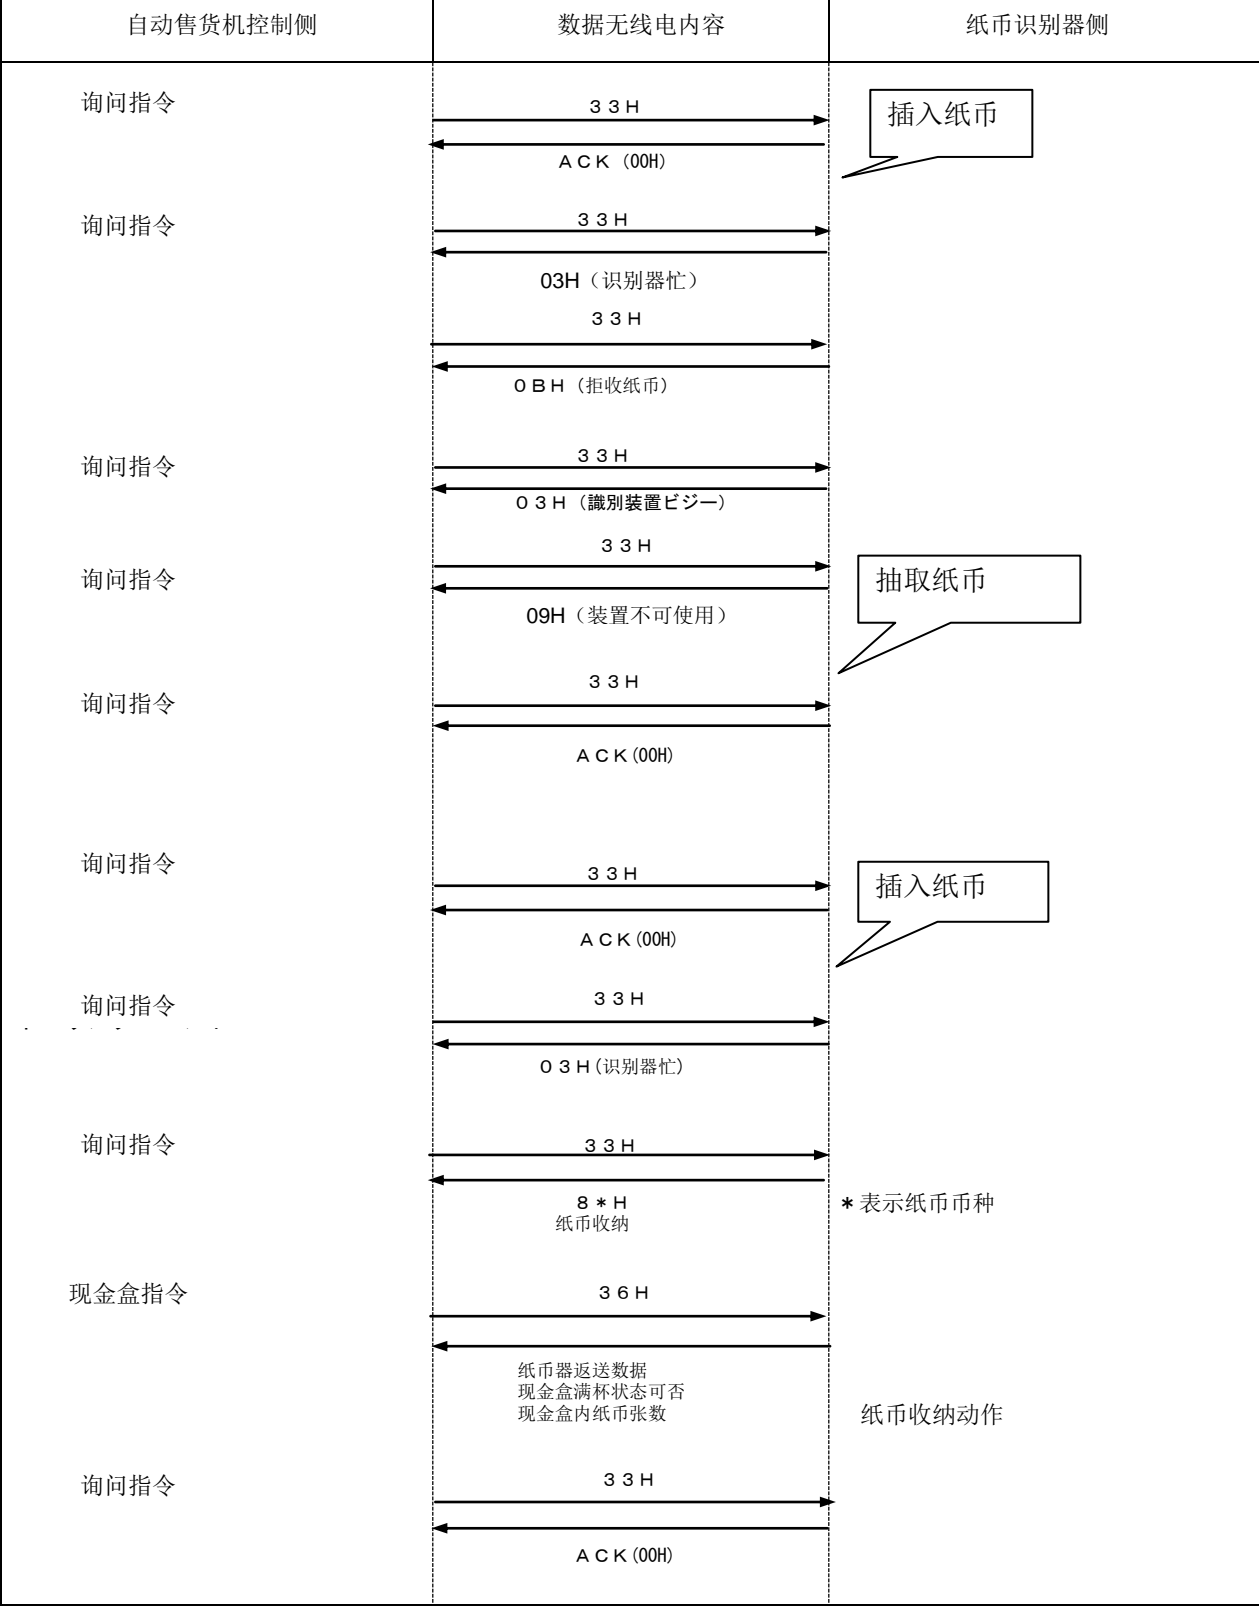 自动售货机控制侧
数据无线电内容
纸币识别器侧
询问指令
33H
插入纸币
ACK (00H)
询问指令
33H
03H（识别器忙）
33H
0BH (拒收纸币)
询问指令
33H
03H (識別装置ビジー)
33H
询问指令
抽取纸币
09H（装置不可使用）
33H
询问指令
ACK(00H)
询问指令
33H
插入纸币
ACK(00H)
询问指令
33H
03H(识别器忙)
询问指令
33H
8*H
*表示纸币币种
纸币收纳
现金盒指令
36H
纸币器返送数据
现金盒满杯状态可否
现金盒内纸币张数
纸币收纳动作
询问指令
33H
ACK(00H)